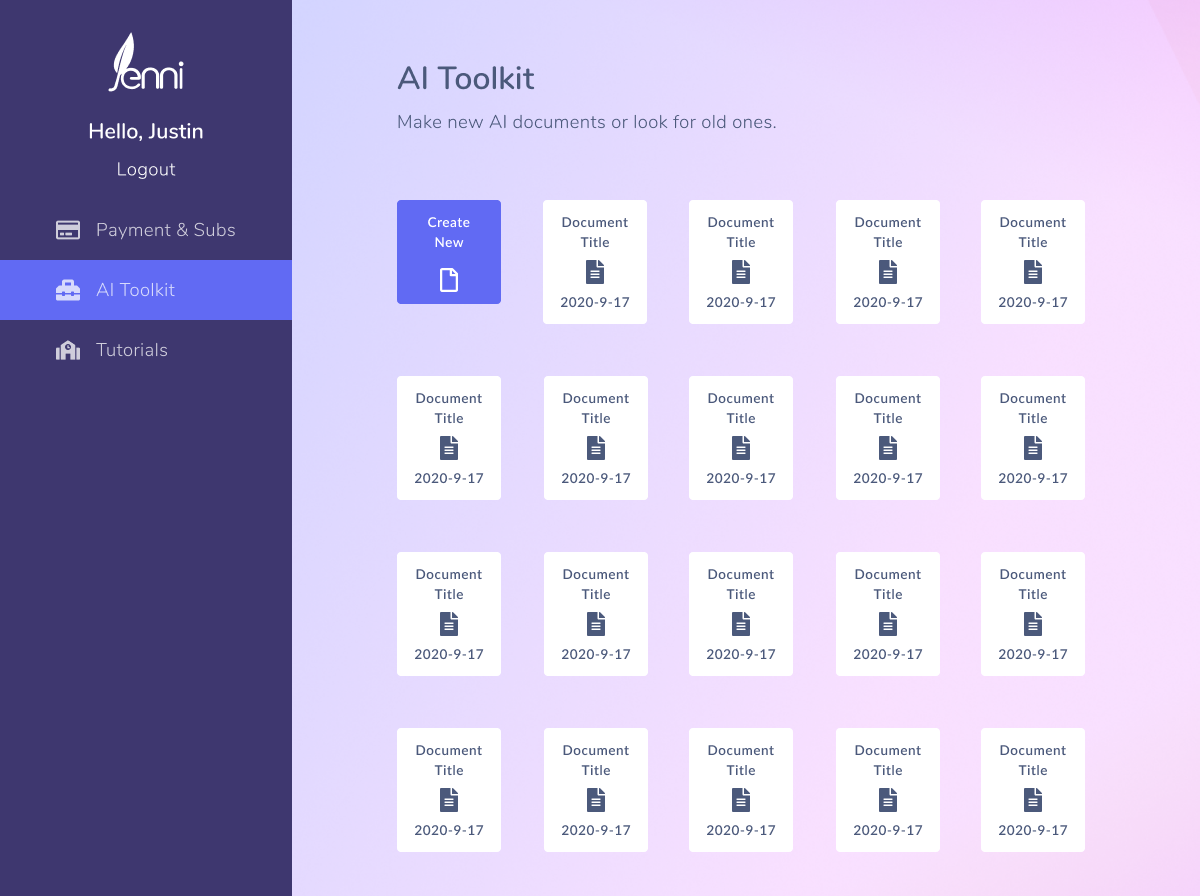 Jenni
Hello, Justin
Logout
Payment & Subs
AI Toolkit
Tutorials
AI Toolkit
Make new AI documents or look for old ones.
Create
New
Document
Title
2020-9-17
Document
Title
2020-9-17
Document
Title
2020-9-17
Document
Title
2020-9-17
Document
Title
2020-9-17
Document
Title
2020-9-17
Document
Title
2020-9-17
Document
Title
2020-9-17
Document
Title
2020-9-17
Document
Title
2020-9-17
Document
Title
2020-9-17
Document
Title
2020-9-17
Document
Title
2020-9-17
Document
Title
2020-9-17
Document
Title
2020-9-17
Document
Title
2020-9-17
Document
Title
2020-9-17
Document
Title
2020-9-17
Document
Title
2020-9-17